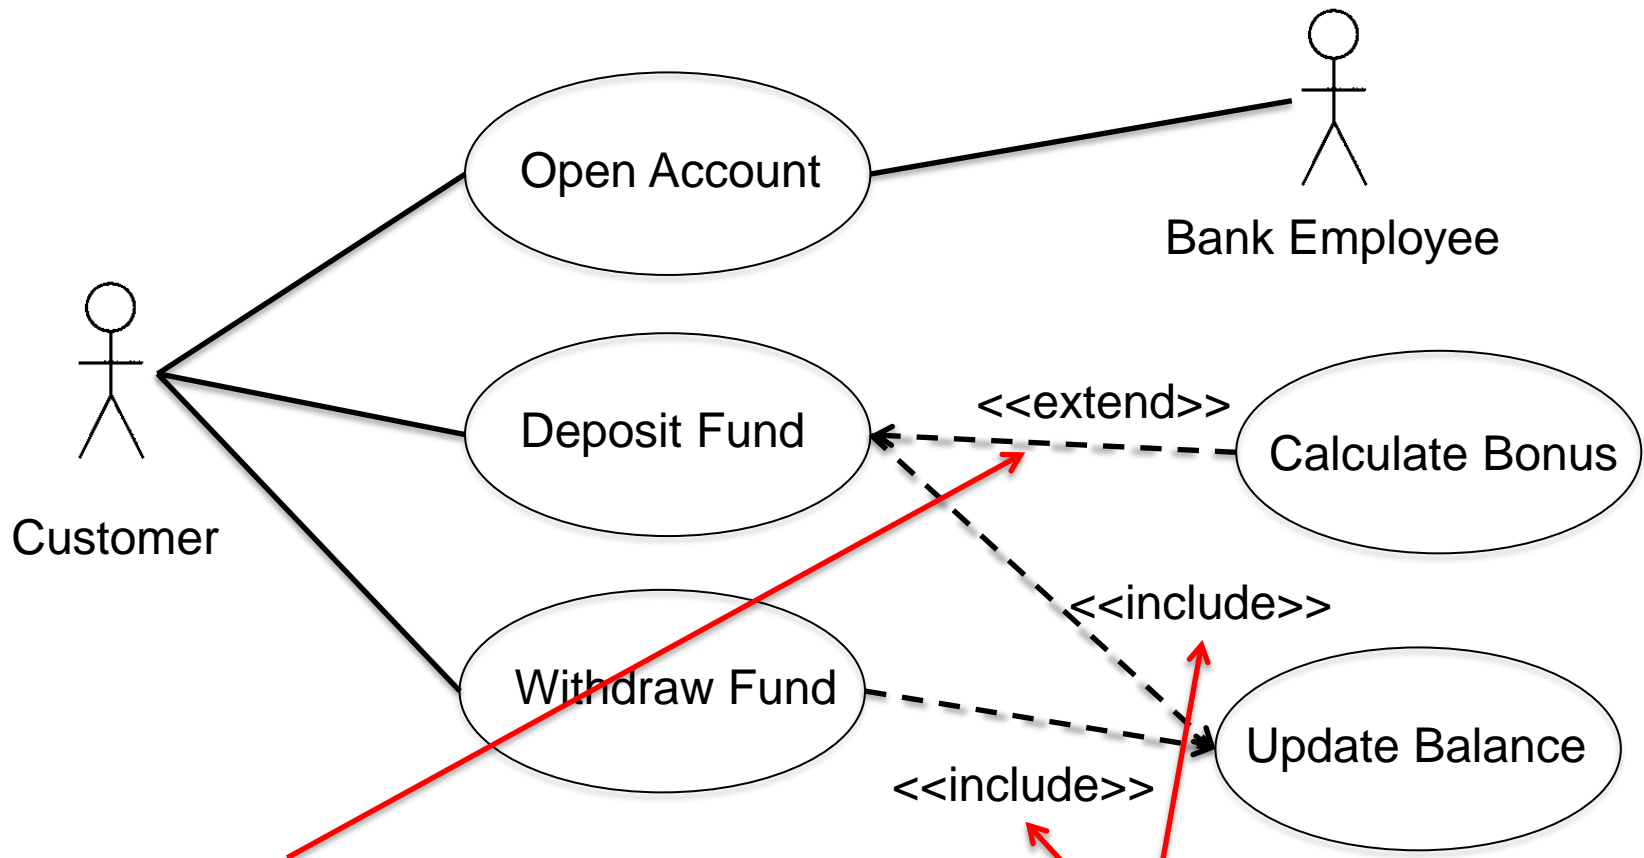 Open Account
Bank Employee
<<extend>>
Deposit Fund
Calculate Bonus
Customer
<<include>>
Withdraw Fund
Update Balance
<<include>>